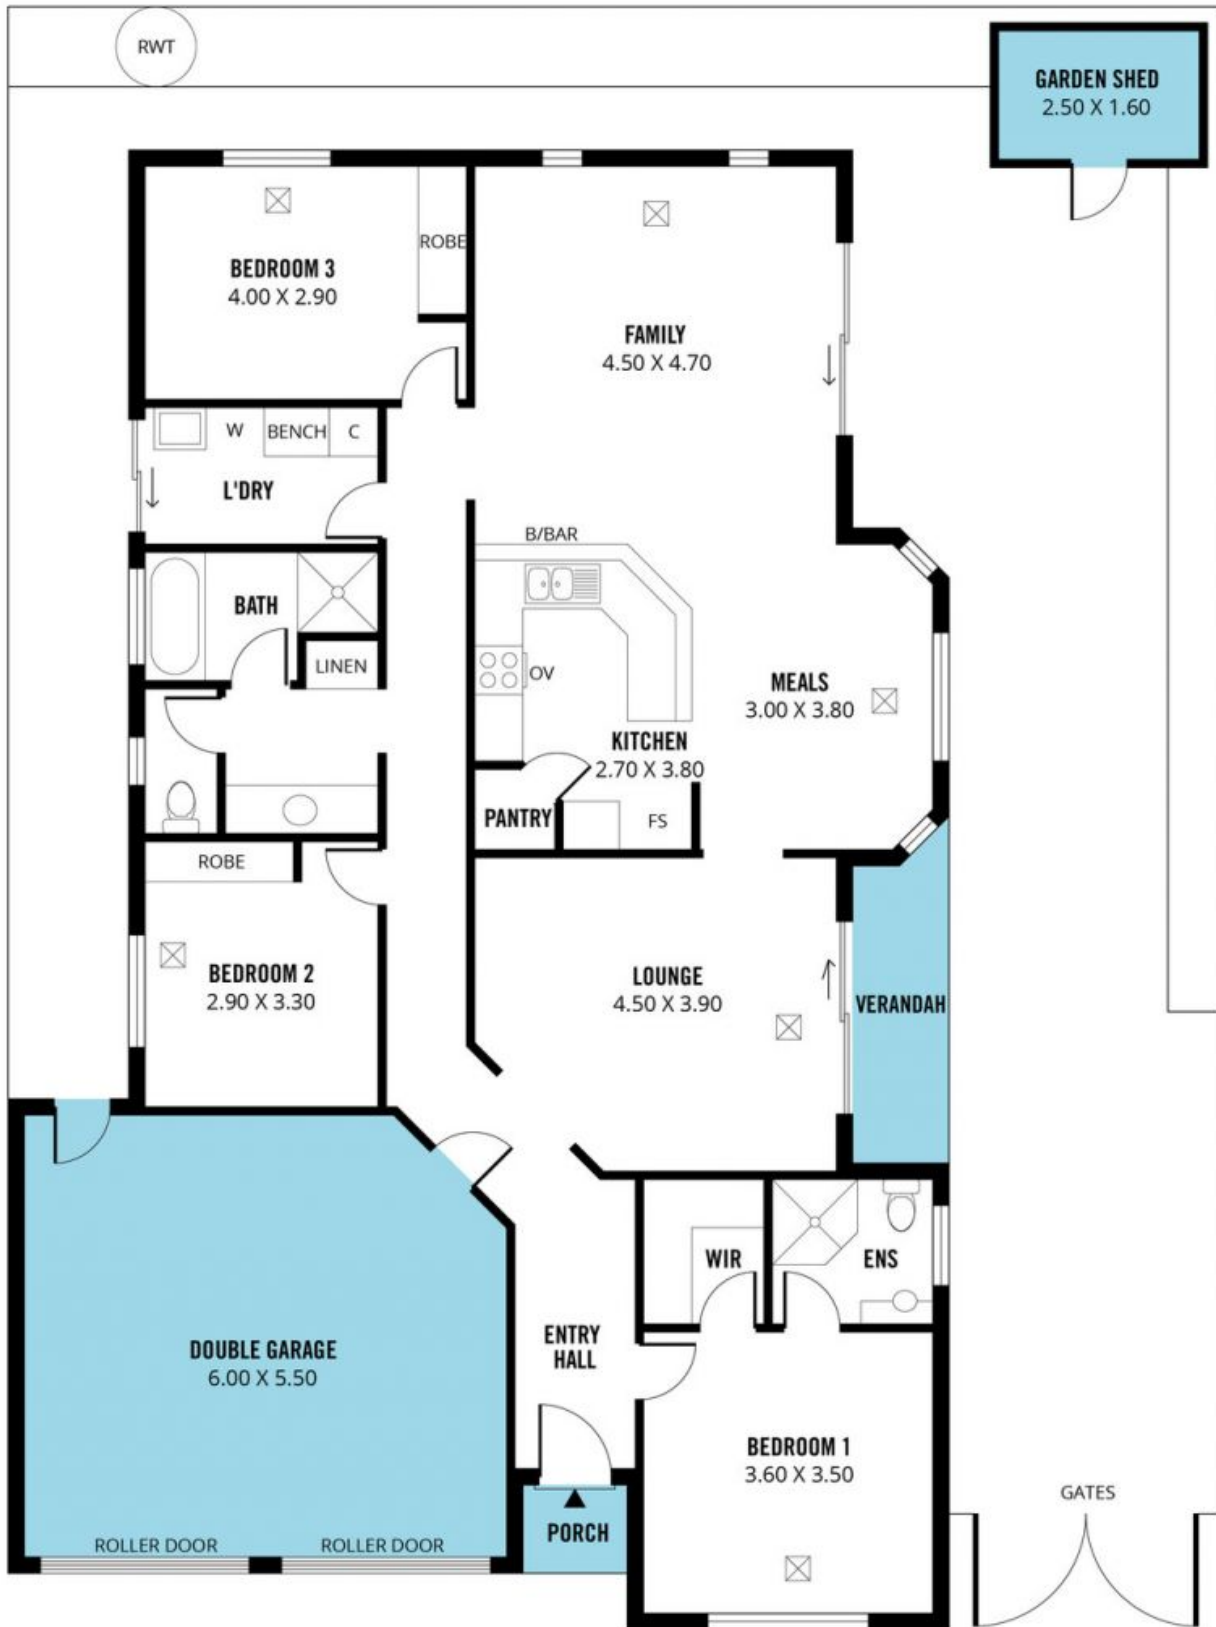 RWT
GARDEN SHED
2.50 X 1.60
BEDROOM 3
4.00 X 2.90
ROBE
FAMILY
4.50 X 4.70
W
BENCH
C
L'DRY
B/BAR
BATH
LINEN
OV
MEALS
3.00 X 3.80
KITCHEN
2.70 X 3.80
PANTRY
FS
ROBE
BEDROOM 2
2.90 X 3.30
LOUNGE
4.50 X 3.90
VERANDAH
WIR
ENS
ENTRY
HALL
DOUBLE GARAGE
6.00 X 5.50
BEDROOM 1
3.60 X 3.50
GATES
PORCH
ROLLER DOOR
ROLLER DOOR